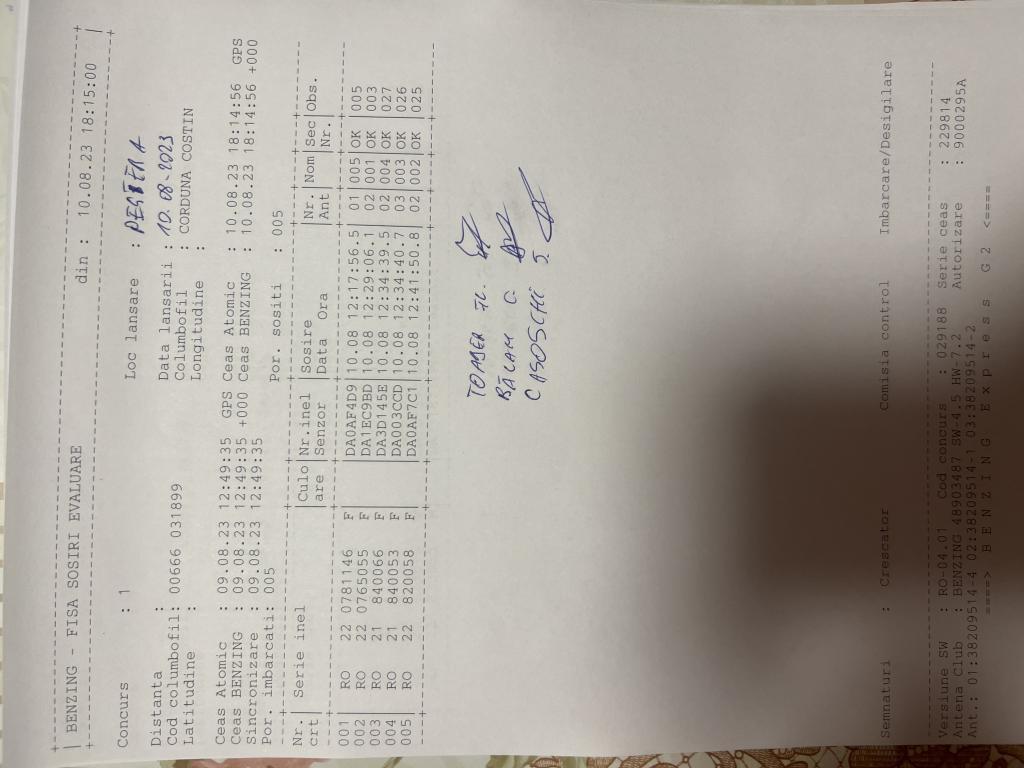 | BENZING - FISA SOSIRI EVALUARE din : 10.08.23 18:15:00 |
Concurs : 1 Loc lansare : PEȘTERA
Distanta : Data lansarii : 10.08-2023
Cod columbofil: 00666 031899 Columbofil : CORDUNA COSTIN
Latitudine : Longitudine :
Ceas Atomic : 09.08.23 12:49:35 GPS Ceas Atomic : 10.08.23 18:14:56 GPS
Ceas BENZING : 09.08.23 12:49:35 +000 Ceas BENZING : 10.08.23 18:14:56 +000
Sincronizare : 09.08.23 12:49:35
Por. imbarcati: 005 Por. sositi : 005
Nr.| Serie inel |Culo|Nr.inel |Sosire |Nr.|Nom|Sec|Obs.
crt| |are |Senzor |Data Ora |Ant| |Nr.|
001 | RO 22 0781146 F | |DA0AF4D9|10.08 12:17:56.5| 01|005|OK |005
002 | RO 22 0765055 F | |DA1EC9BD|10.08 12:29:06.1| 02|001|OK |003
003 | RO 21 840066 F | |DA3D145E|10.08 12:34:39.5| 02|004|OK |027
004 | RO 21 840053 F | |DA003CCD|10.08 12:34:40.7| 03|003|OK |026
005 | RO 22 820058 F | |DA0AF7C1|10.08 12:41:50.8| 02|002|OK |025
TOADER FL.
BĂLAM C.
CASOSCHI S.
Semnaturi : Crescator Comisia control Imbarcare/Desigilare
Versiune SW : RO-04.01 Cod concurs : 029188 Serie ceas : 229814
Antena Club : BENZING 48903487 SW-4.5 HW-7:2 Autorizare : 9000295A
Ant.: 01:38209514-4 02:38209514-1 03:38209514-2
====> B E N Z I N G E x p r e s s G 2 <====